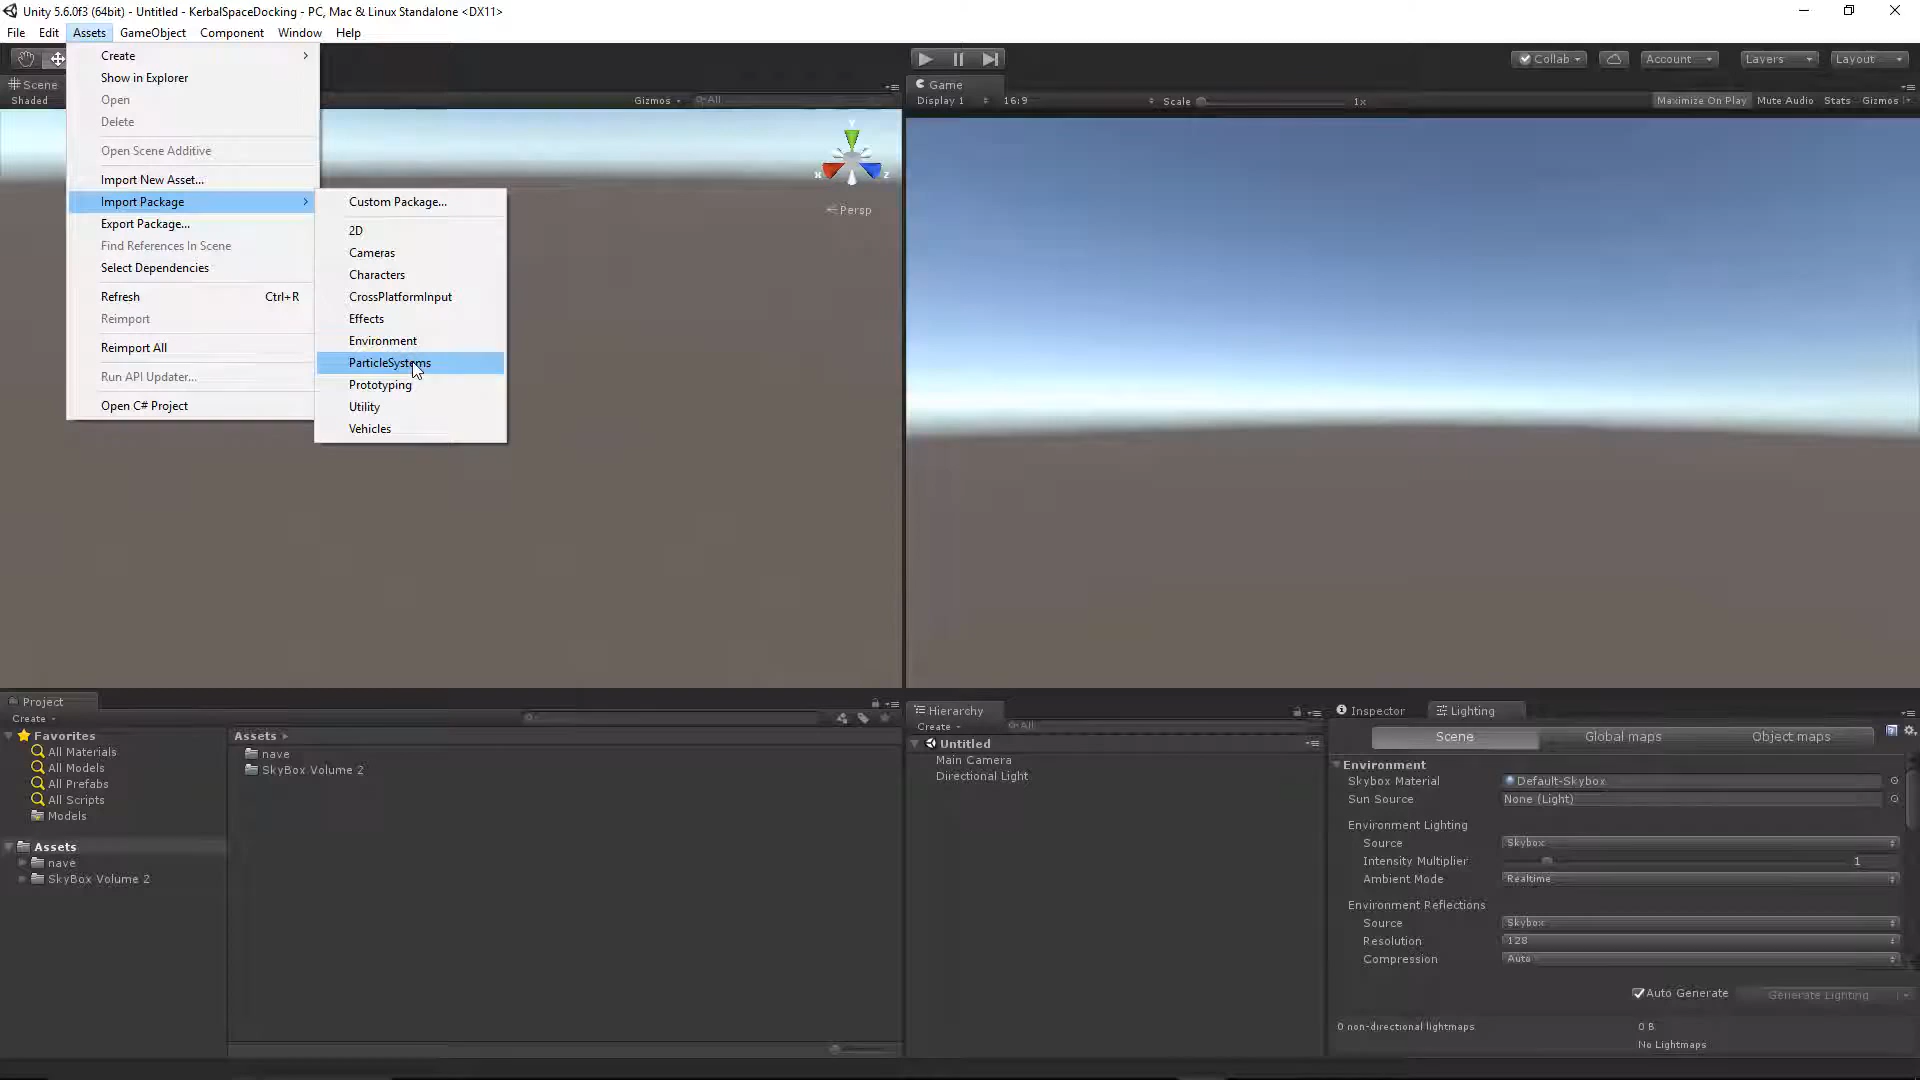 Unity 5.6.0f3 (64bit) - Untitled - KerbalSpaceDocking - PC, Mac & Linux Standalone <DX11>
File Edit Assets GameObject Component Window Help
Create
Show in Explorer
Open
Delete
Open Scene Additive
Import New Asset...
Import Package
Export Package...
Find References In Scene
Select Dependencies
Refresh Ctrl+R
Reimport
Reimport All
Run API Updater...
Open C# Project
Custom Package...
2D
Cameras
Characters
CrossPlatformInput
Effects
Environment
ParticleSystems
Prototyping
Utility
Vehicles
Collab Account Layers Layout
Scene
Shaded Gizmos All
y
x z
Persp
Game
Display 1 16:9 Scale 1x Maximize On Play Mute Audio Stats Gizmos
Project
Create
Favorites
All Materials
All Models
All Prefabs
All Scripts
Models
Assets
nave
SkyBox Volume 2
Assets
nave
SkyBox Volume 2
Hierarchy
Create All
Untitled
Main Camera
Directional Light
Inspector Lighting
Scene Global maps Object maps
Environment
Skybox Material Default-Skybox
Sun Source None (Light)
Environment Lighting
Source Skybox
Intensity Multiplier 1
Ambient Mode Realtime
Environment Reflections
Source Skybox
Resolution 128
Compression Auto
Auto Generate Generate Lighting
0 non-directional lightmaps 0 B
No Lightmaps